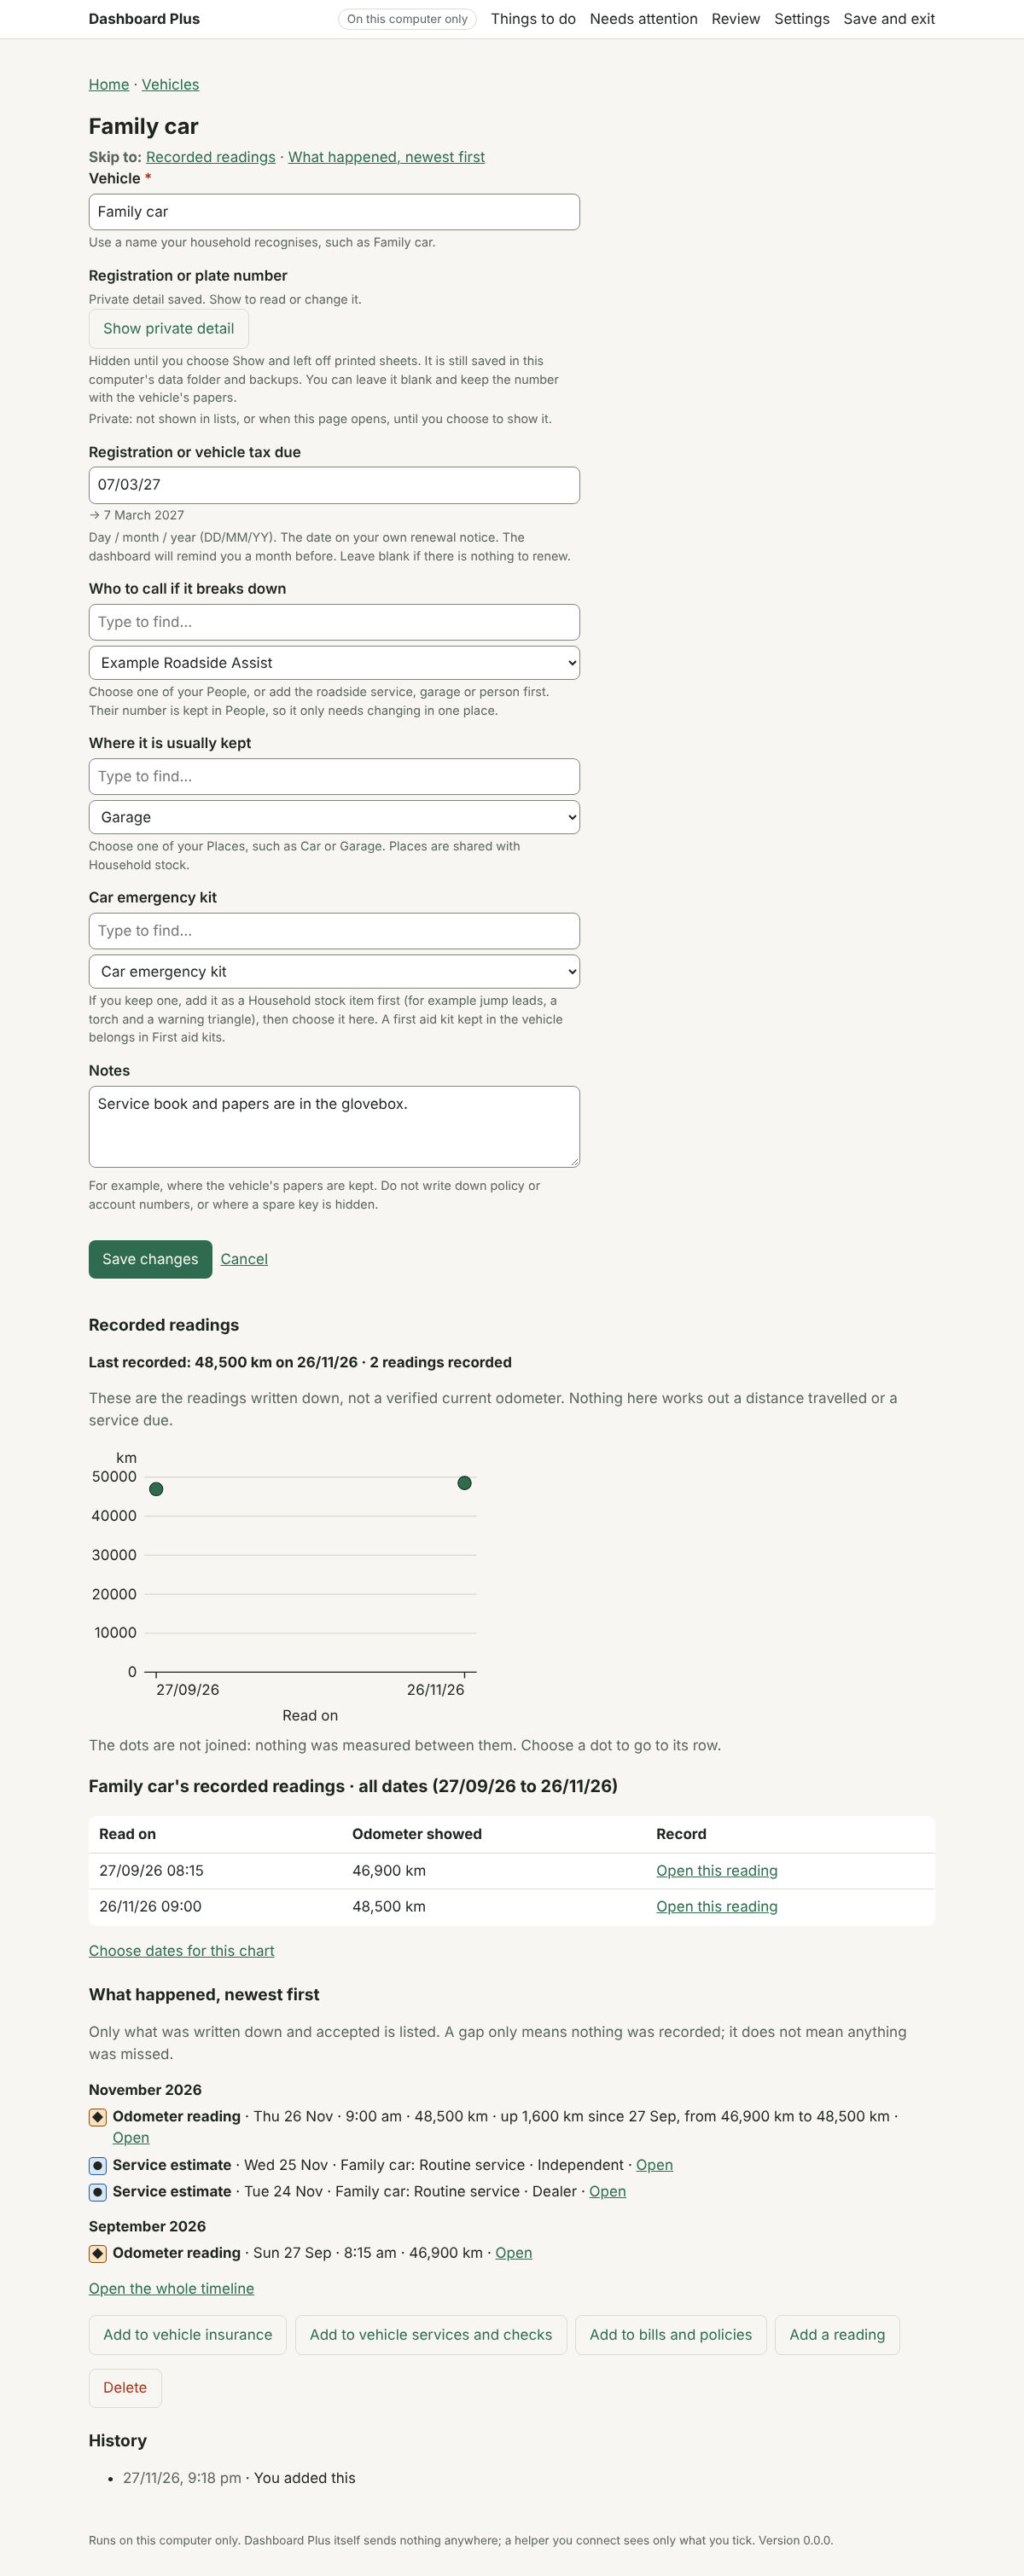 Dashboard Plus
On this computer only
Things to do
Needs attention
Review
Settings
Save and exit
Home · Vehicles
Family car
Skip to: Recorded readings · What happened, newest first
Vehicle *
Family car
Use a name your household recognises, such as Family car.
Registration or plate number
Private detail saved. Show to read or change it.
Show private detail
Hidden until you choose Show and left off printed sheets. It is still saved in this
computer's data folder and backups. You can leave it blank and keep the number
with the vehicle's papers.
Private: not shown in lists, or when this page opens, until you choose to show it.
Registration or vehicle tax due
07/03/27
→ 7 March 2027
Day / month / year (DD/MM/YY). The date on your own renewal notice. The
dashboard will remind you a month before. Leave blank if there is nothing to renew.
Who to call if it breaks down
Type to find...
Example Roadside Assist
Choose one of your People, or add the roadside service, garage or person first.
Their number is kept in People, so it only needs changing in one place.
Where it is usually kept
Type to find...
Garage
Choose one of your Places, such as Car or Garage. Places are shared with
Household stock.
Car emergency kit
Type to find...
Car emergency kit
If you keep one, add it as a Household stock item first (for example jump leads, a
torch and a warning triangle), then choose it here. A first aid kit kept in the vehicle
belongs in First aid kits.
Notes
Service book and papers are in the glovebox.
For example, where the vehicle's papers are kept. Do not write down policy or
account numbers, or where a spare key is hidden.
Save changes
Cancel
Recorded readings
Last recorded: 48,500 km on 26/11/26 · 2 readings recorded
These are the readings written down, not a verified current odometer. Nothing here works out a distance travelled or a
service due.
km
50000
40000
30000
20000
10000
0
27/09/26
26/11/26
Read on
The dots are not joined: nothing was measured between them. Choose a dot to go to its row.
Family car's recorded readings · all dates (27/09/26 to 26/11/26)
Read on
Odometer showed
Record
27/09/26 08:15
46,900 km
Open this reading
26/11/26 09:00
48,500 km
Open this reading
Choose dates for this chart
What happened, newest first
Only what was written down and accepted is listed. A gap only means nothing was recorded; it does not mean anything
was missed.
November 2026
Odometer reading · Thu 26 Nov · 9:00 am · 48,500 km · up 1,600 km since 27 Sep, from 46,900 km to 48,500 km ·
Open
Service estimate · Wed 25 Nov · Family car: Routine service · Independent · Open
Service estimate · Tue 24 Nov · Family car: Routine service · Dealer · Open
September 2026
Odometer reading · Sun 27 Sep · 8:15 am · 46,900 km · Open
Open the whole timeline
Add to vehicle insurance
Add to vehicle services and checks
Add to bills and policies
Add a reading
Delete
History
27/11/26, 9:18 pm · You added this
Runs on this computer only. Dashboard Plus itself sends nothing anywhere; a helper you connect sees only what you tick. Version 0.0.0.